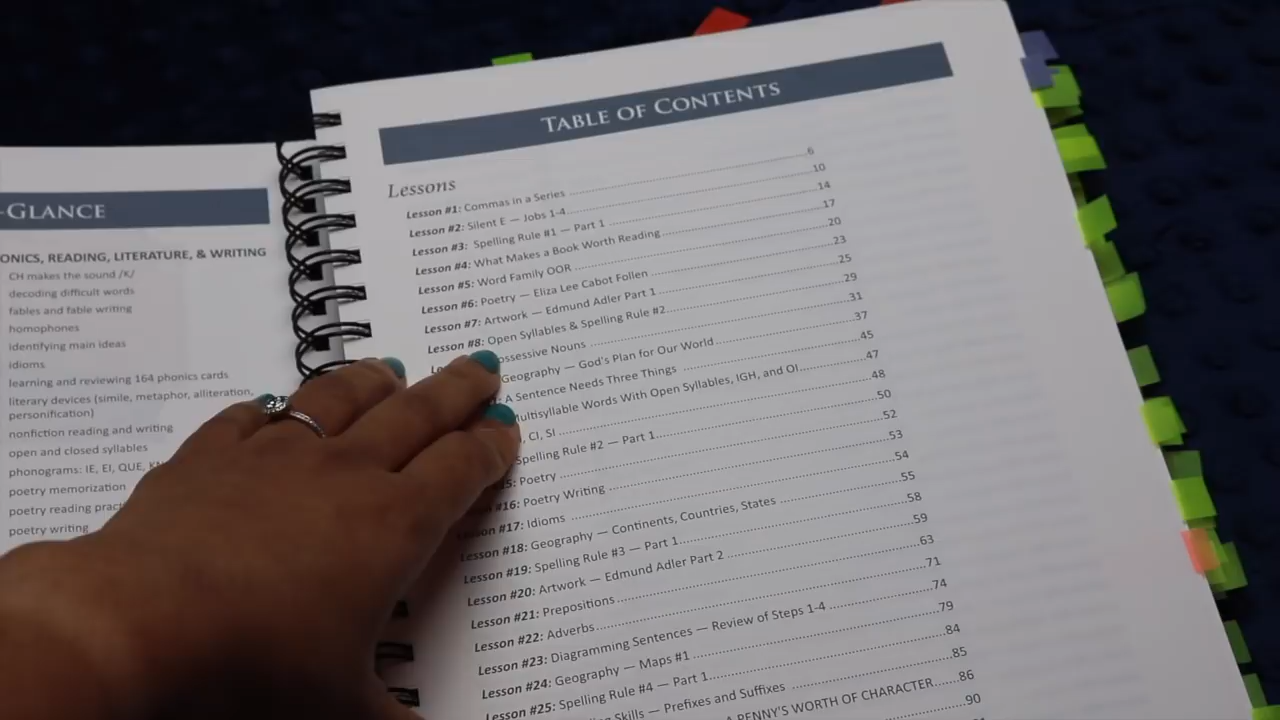 -GLANCE
ONICS, READING, LITERATURE, & WRITING
CH makes the sound /K/
decoding difficult words
fables and fable writing
homophones
identifying main ideas
idioms
learning and reviewing 164 phonics cards
literary devices (simile, metaphor, alliteration,
personification)
nonfiction reading and writing
open and closed syllables
phonograms: IE, EI, QUE,
poetry memorization
poetry reading
poetry writing
TABLE OF CONTENTS
Lessons
Lesson #1: Commas in a Series 6
Lesson #2: Silent E — Jobs 1-4 10
Lesson #3: Spelling Rule #1 — Part 1 14
Lesson #4: What Makes a Book Worth Reading 17
Lesson #5: Word Family OOR 20
Lesson #6: Poetry — Eliza Lee Cabot Follen 23
Lesson #7: Artwork — Edmund Adler Part 1 25
Lesson #8: Open Syllables & Spelling Rule #2 29
ossessive Nouns 31
Geography — God's Plan for Our World 37
: A Sentence Needs Three Things 45
Multisyllable Words With Open Syllables, IGH, and OI 47
, CI, SI 48
Spelling Rule #2 — Part 1 50
15: Poetry 52
#16: Poetry Writing 53
Lesson #17: Idioms 54
Lesson #18: Geography — Continents, Countries, States 55
Lesson #19: Spelling Rule #3 — Part 1 58
Lesson #20: Artwork — Edmund Adler Part 2 59
Lesson #21: Prepositions 63
Lesson #22: Adverbs 71
Lesson #23: Diagramming Sentences — Review of Steps 1-4 74
Lesson #24: Geography — Maps #1 79
Lesson #25: Spelling Rule #4 — Part 1 84
Skills — Prefixes and Suffixes 85
A PENNY'S WORTH OF CHARACTER 86
90